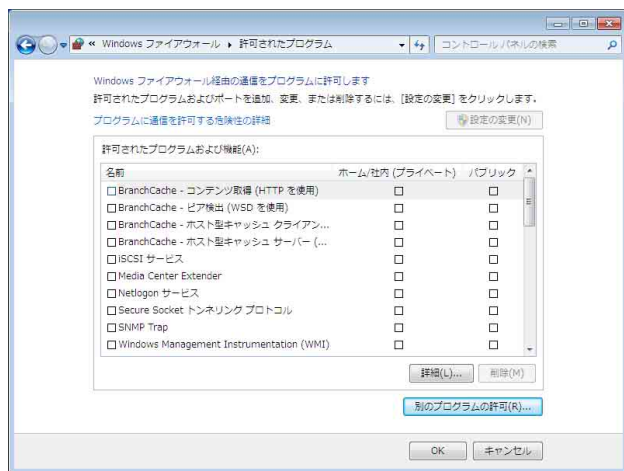 « Windows ファイアウォール ▸ 許可されたプログラム
コントロール パネルの検索
Windows ファイアウォール経由の通信をプログラムに許可します
許可されたプログラムおよびポートを追加、変更、または削除するには、[設定の変更] をクリックします。
プログラムに通信を許可する危険性の詳細
設定の変更(N)
許可されたプログラムおよび機能(A):
名前 ホーム/社内 (プライベート) パブリック
BranchCache - コンテンツ取得 (HTTP を使用)
BranchCache - ピア検出 (WSD を使用)
BranchCache - ホスト型キャッシュ クライアン...
BranchCache - ホスト型キャッシュ サーバー (...
iSCSI サービス
Media Center Extender
Netlogon サービス
Secure Socket トンネリング プロトコル
SNMP Trap
Windows Management Instrumentation (WMI)
詳細(L)... 削除(M)
別のプログラムの許可(R)...
OK キャンセル